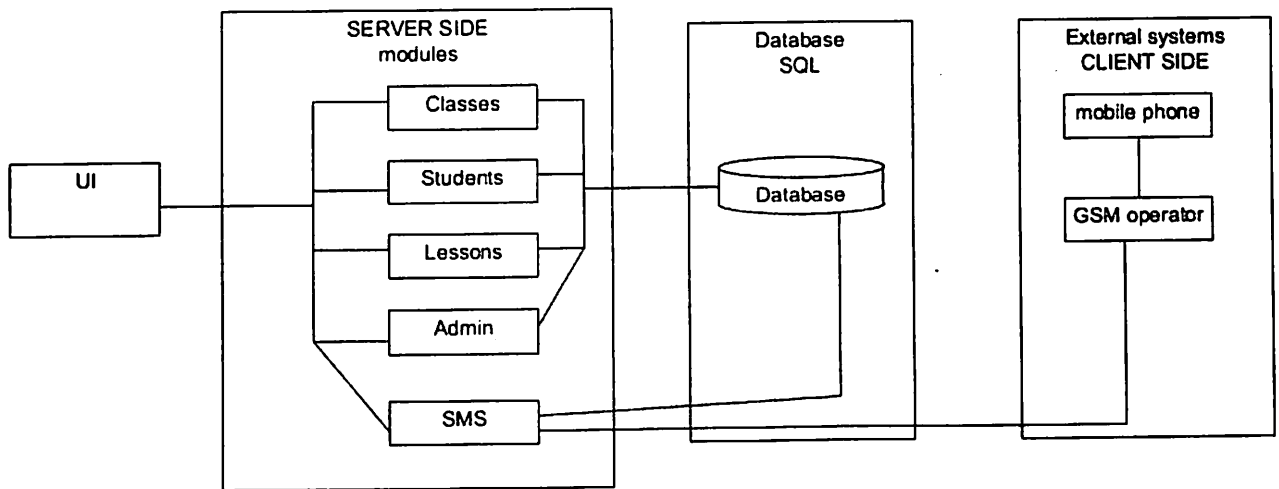 UI
SERVER SIDE
modules
Classes
Students
Lessons
Admin
SMS
Database
SQL
Database
External systems
CLIENT SIDE
mobile phone
GSM operator